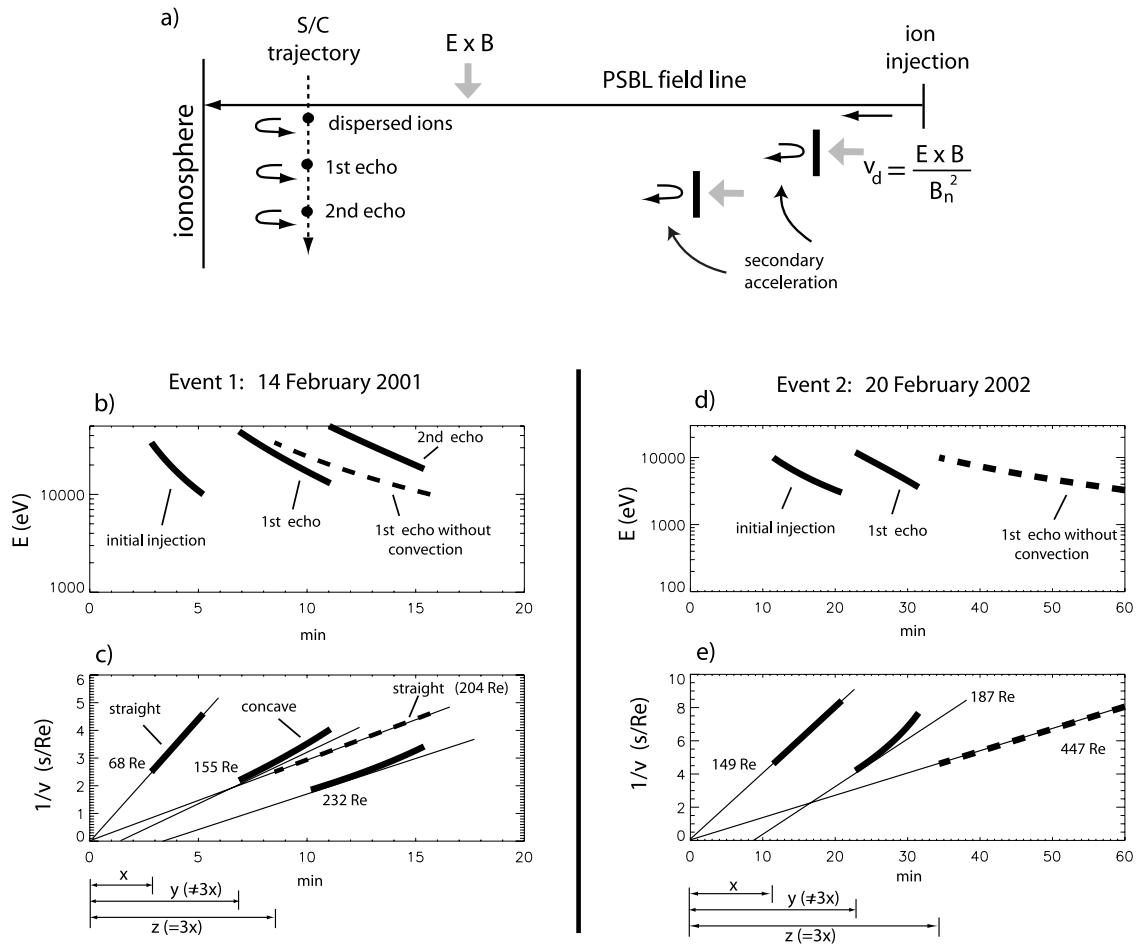 a)
S/C
trajectory
E x B
ion
injection
PSBL field line
ionosphere
dispersed ions
1st echo
2nd echo
v_d = E x B / B_n^2
secondary
acceleration
Event 1: 14 February 2001
b)
E (eV)
10000
1000
initial injection
1st echo
1st echo without
convection
2nd echo
0 5 10 15 20
min
c)
1/v (s/Re)
6
5
4
3
2
1
0
straight
68 Re
concave
155 Re
straight (204 Re)
232 Re
0 5 10 15 20
min
x
y (≠3x)
z (=3x)
Event 2: 20 February 2002
d)
E (eV)
10000
1000
100
initial injection
1st echo
1st echo without
convection
0 10 20 30 40 50 60
min
e)
1/v (s/Re)
10
8
6
4
2
0
149 Re
187 Re
447 Re
0 10 20 30 40 50 60
min
x
y (≠3x)
z (=3x)